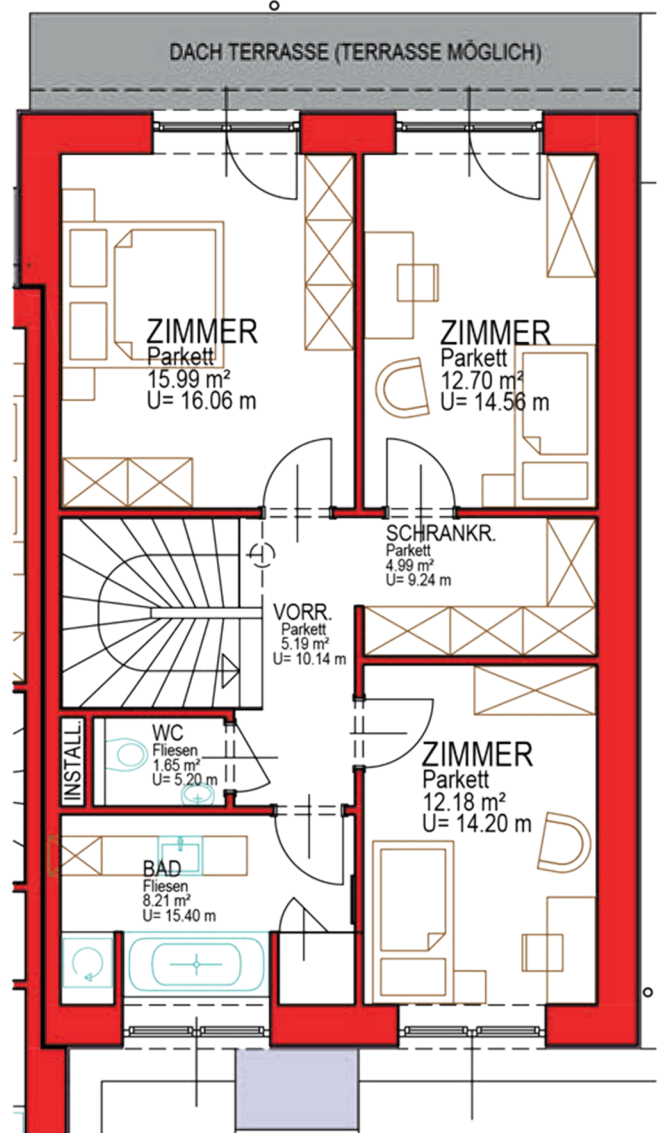 DACH TERRASSE (TERRASSE MÖGLICH)
ZIMMER
Parkett
15.99 m²
U= 16.06 m
ZIMMER
Parkett
12.70 m²
U= 14.56 m
SCHRANKR.
Parkett
4.99 m²
U= 9.24 m
VORR.
Parkett
5.19 m²
U= 10.14 m
INSTALL.
WC
Fliesen
1.65 m²
U= 5.20 m
ZIMMER
Parkett
12.18 m²
U= 14.20 m
BAD
Fliesen
8.21 m²
U= 15.40 m